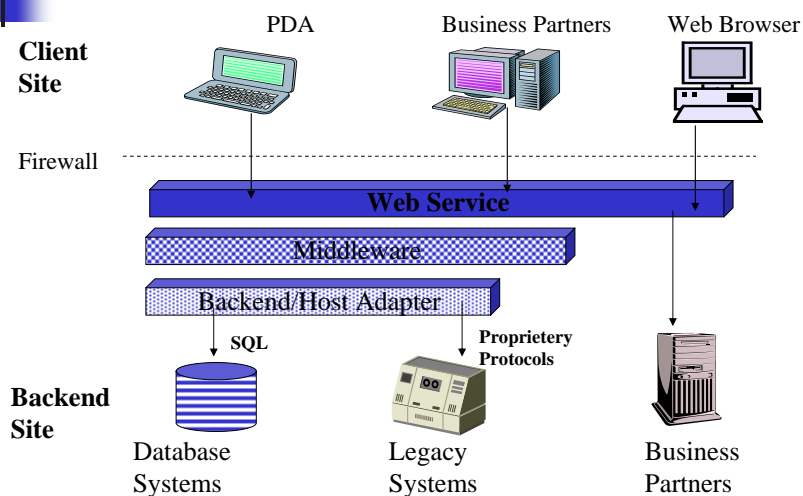 PDA
Business Partners
Web Browser
Client
Site
Firewall
Web Service
Middleware
Backend/Host Adapter
SQL
Proprietery
Protocols
Backend
Site
Database
Systems
Legacy
Systems
Business
Partners